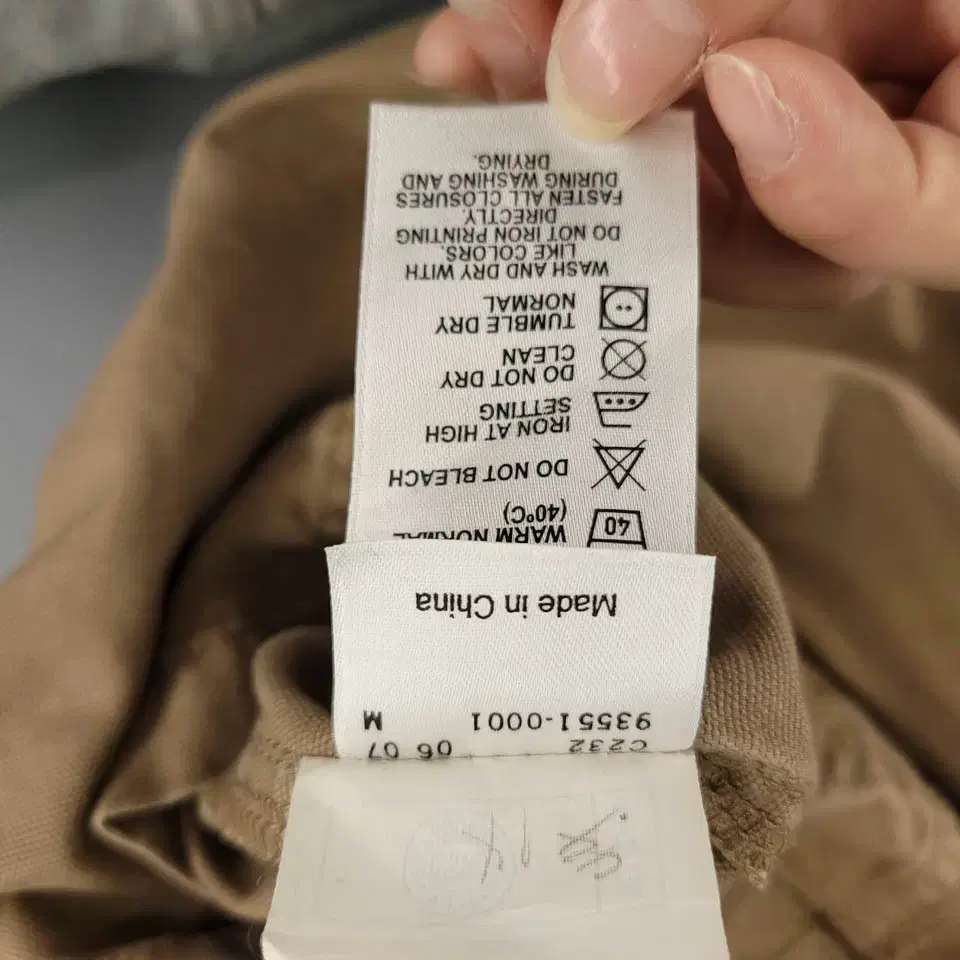 C232 06 07
93551-0001 M
Made in China
40 WARM NORMAL
(40°C)
DO NOT BLEACH
IRON AT HIGH
SETTING
DO NOT DRY
CLEAN
TUMBLE DRY
NORMAL
WASH AND DRY WITH
LIKE COLORS.
DO NOT IRON PRINTING
DIRECTLY.
FASTEN ALL CLOSURES
DURING WASHING AND
DRYING.